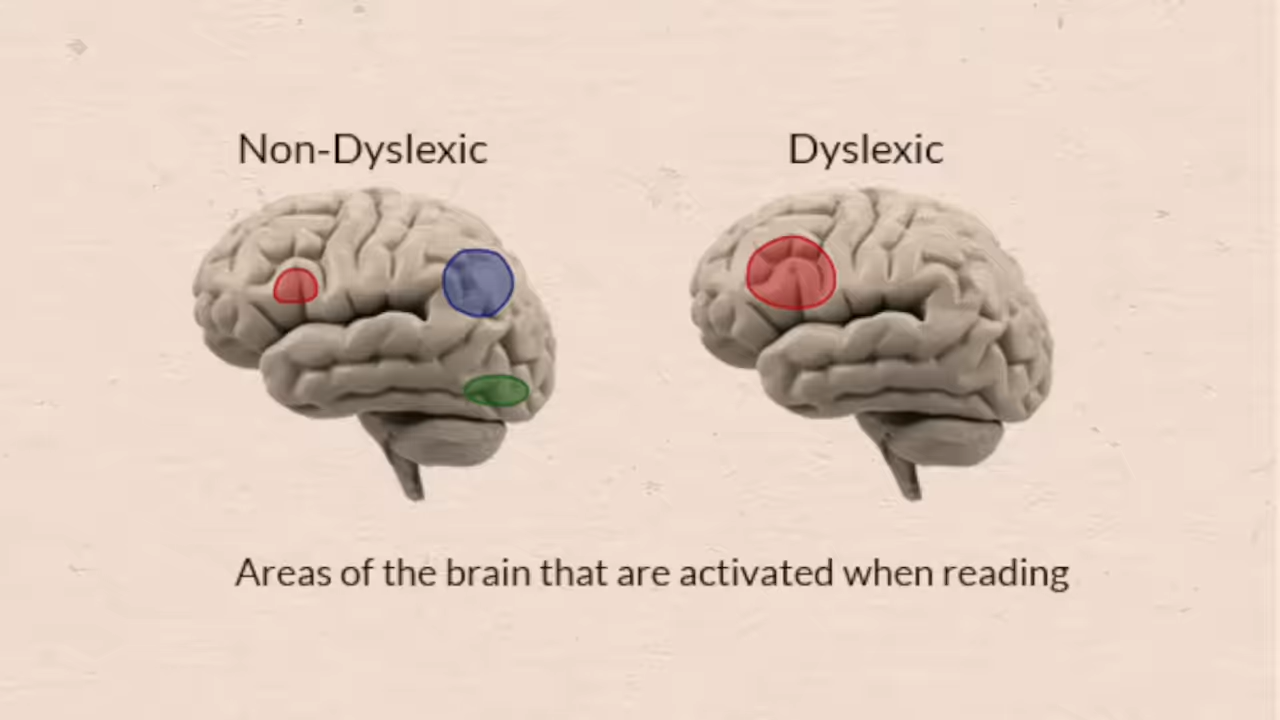 Non-Dyslexic
Dyslexic
Areas of the brain that are activated when reading